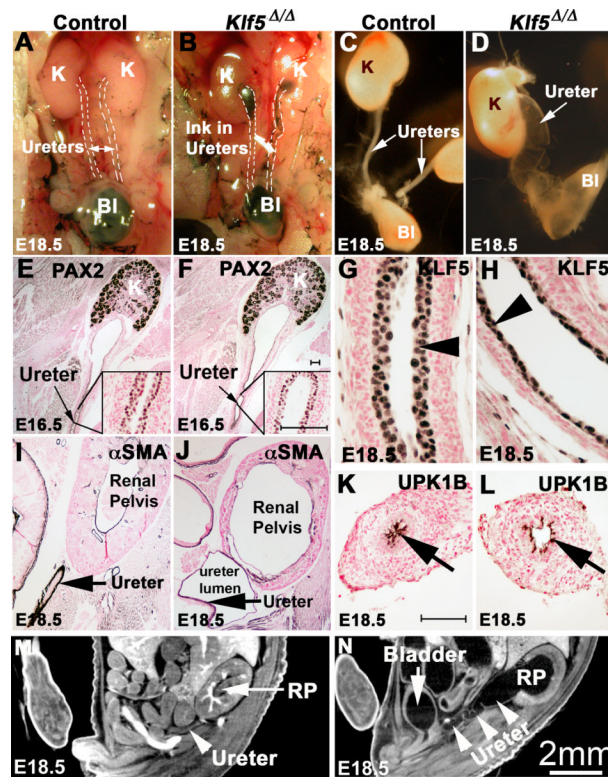 Control Klf5 Δ/Δ Control Klf5 Δ/Δ
A K K Ureters Bl E18.5
B K K Ink in Ureters Bl E18.5
C K Ureters Bl E18.5
D K Ureter Bl E18.5
E PAX2 K Ureter E16.5
F PAX2 K Ureter E16.5
G KLF5 E18.5
H KLF5 E18.5
I αSMA Renal Pelvis Ureter E18.5
J αSMA Renal Pelvis ureter lumen Ureter E18.5
K UPK1B E18.5
L UPK1B E18.5
M RP Ureter E18.5
N Bladder RP Ureter E18.5 2mm